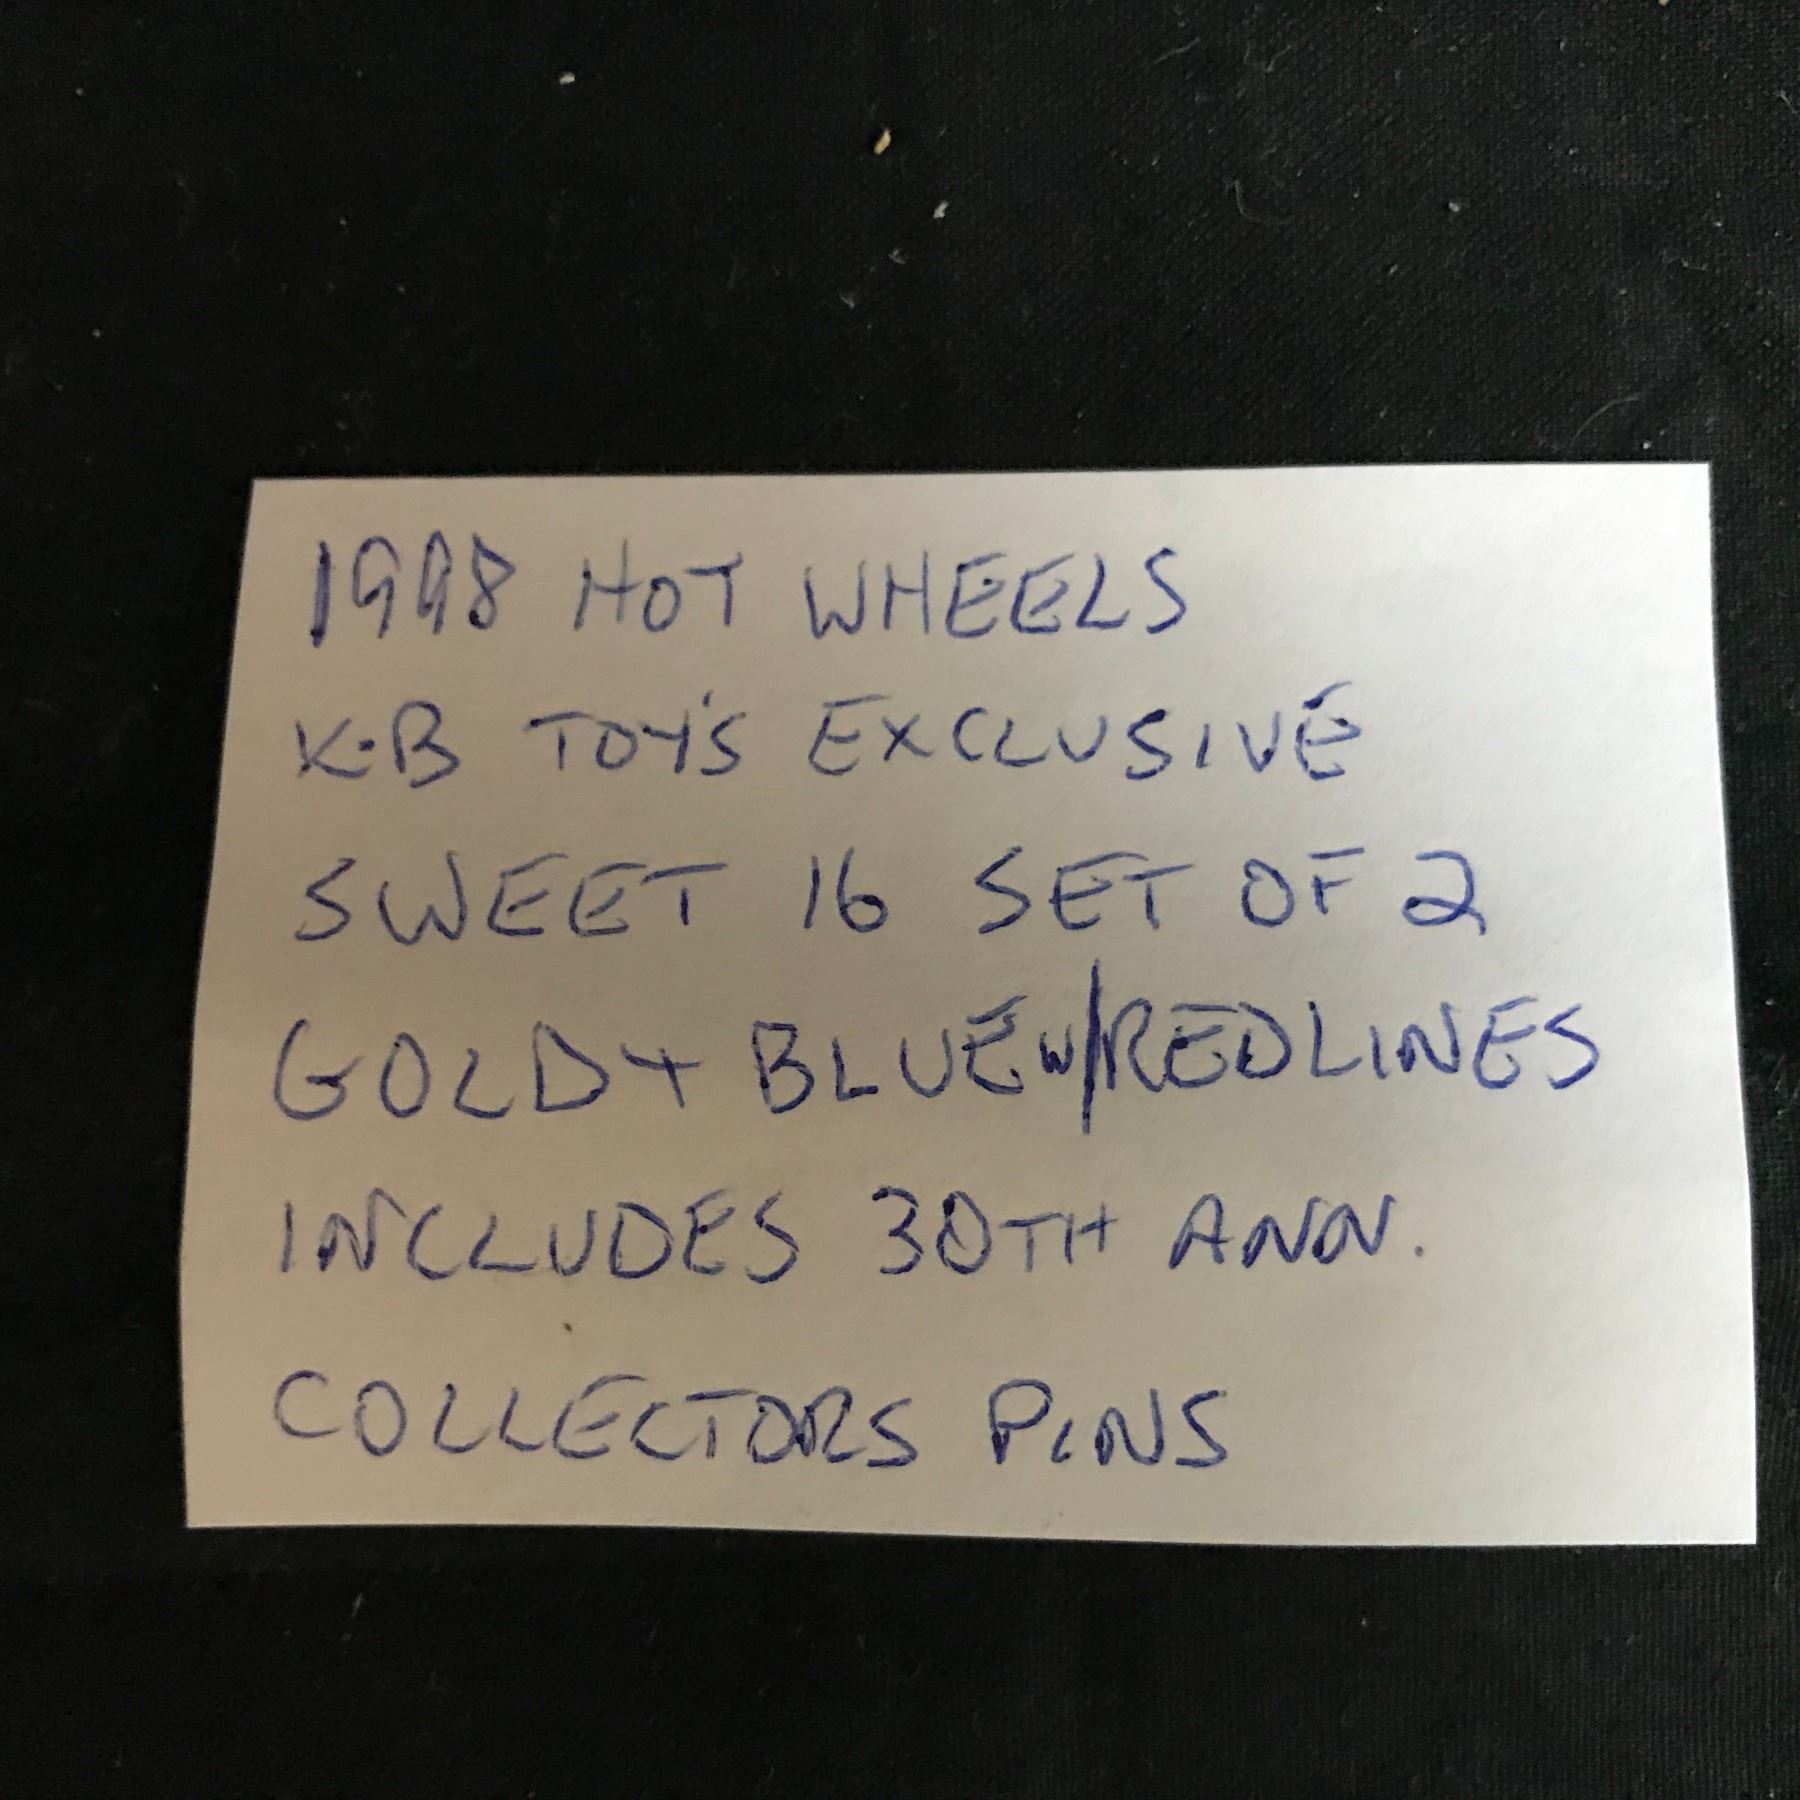 1998 HOT WHEELS
K·B TOY'S EXCLUSIVE
SWEET 16 SET OF 2
GOLD + BLUE W/REDLINES
INCLUDES 30TH ANN.
COLLECTORS PINS